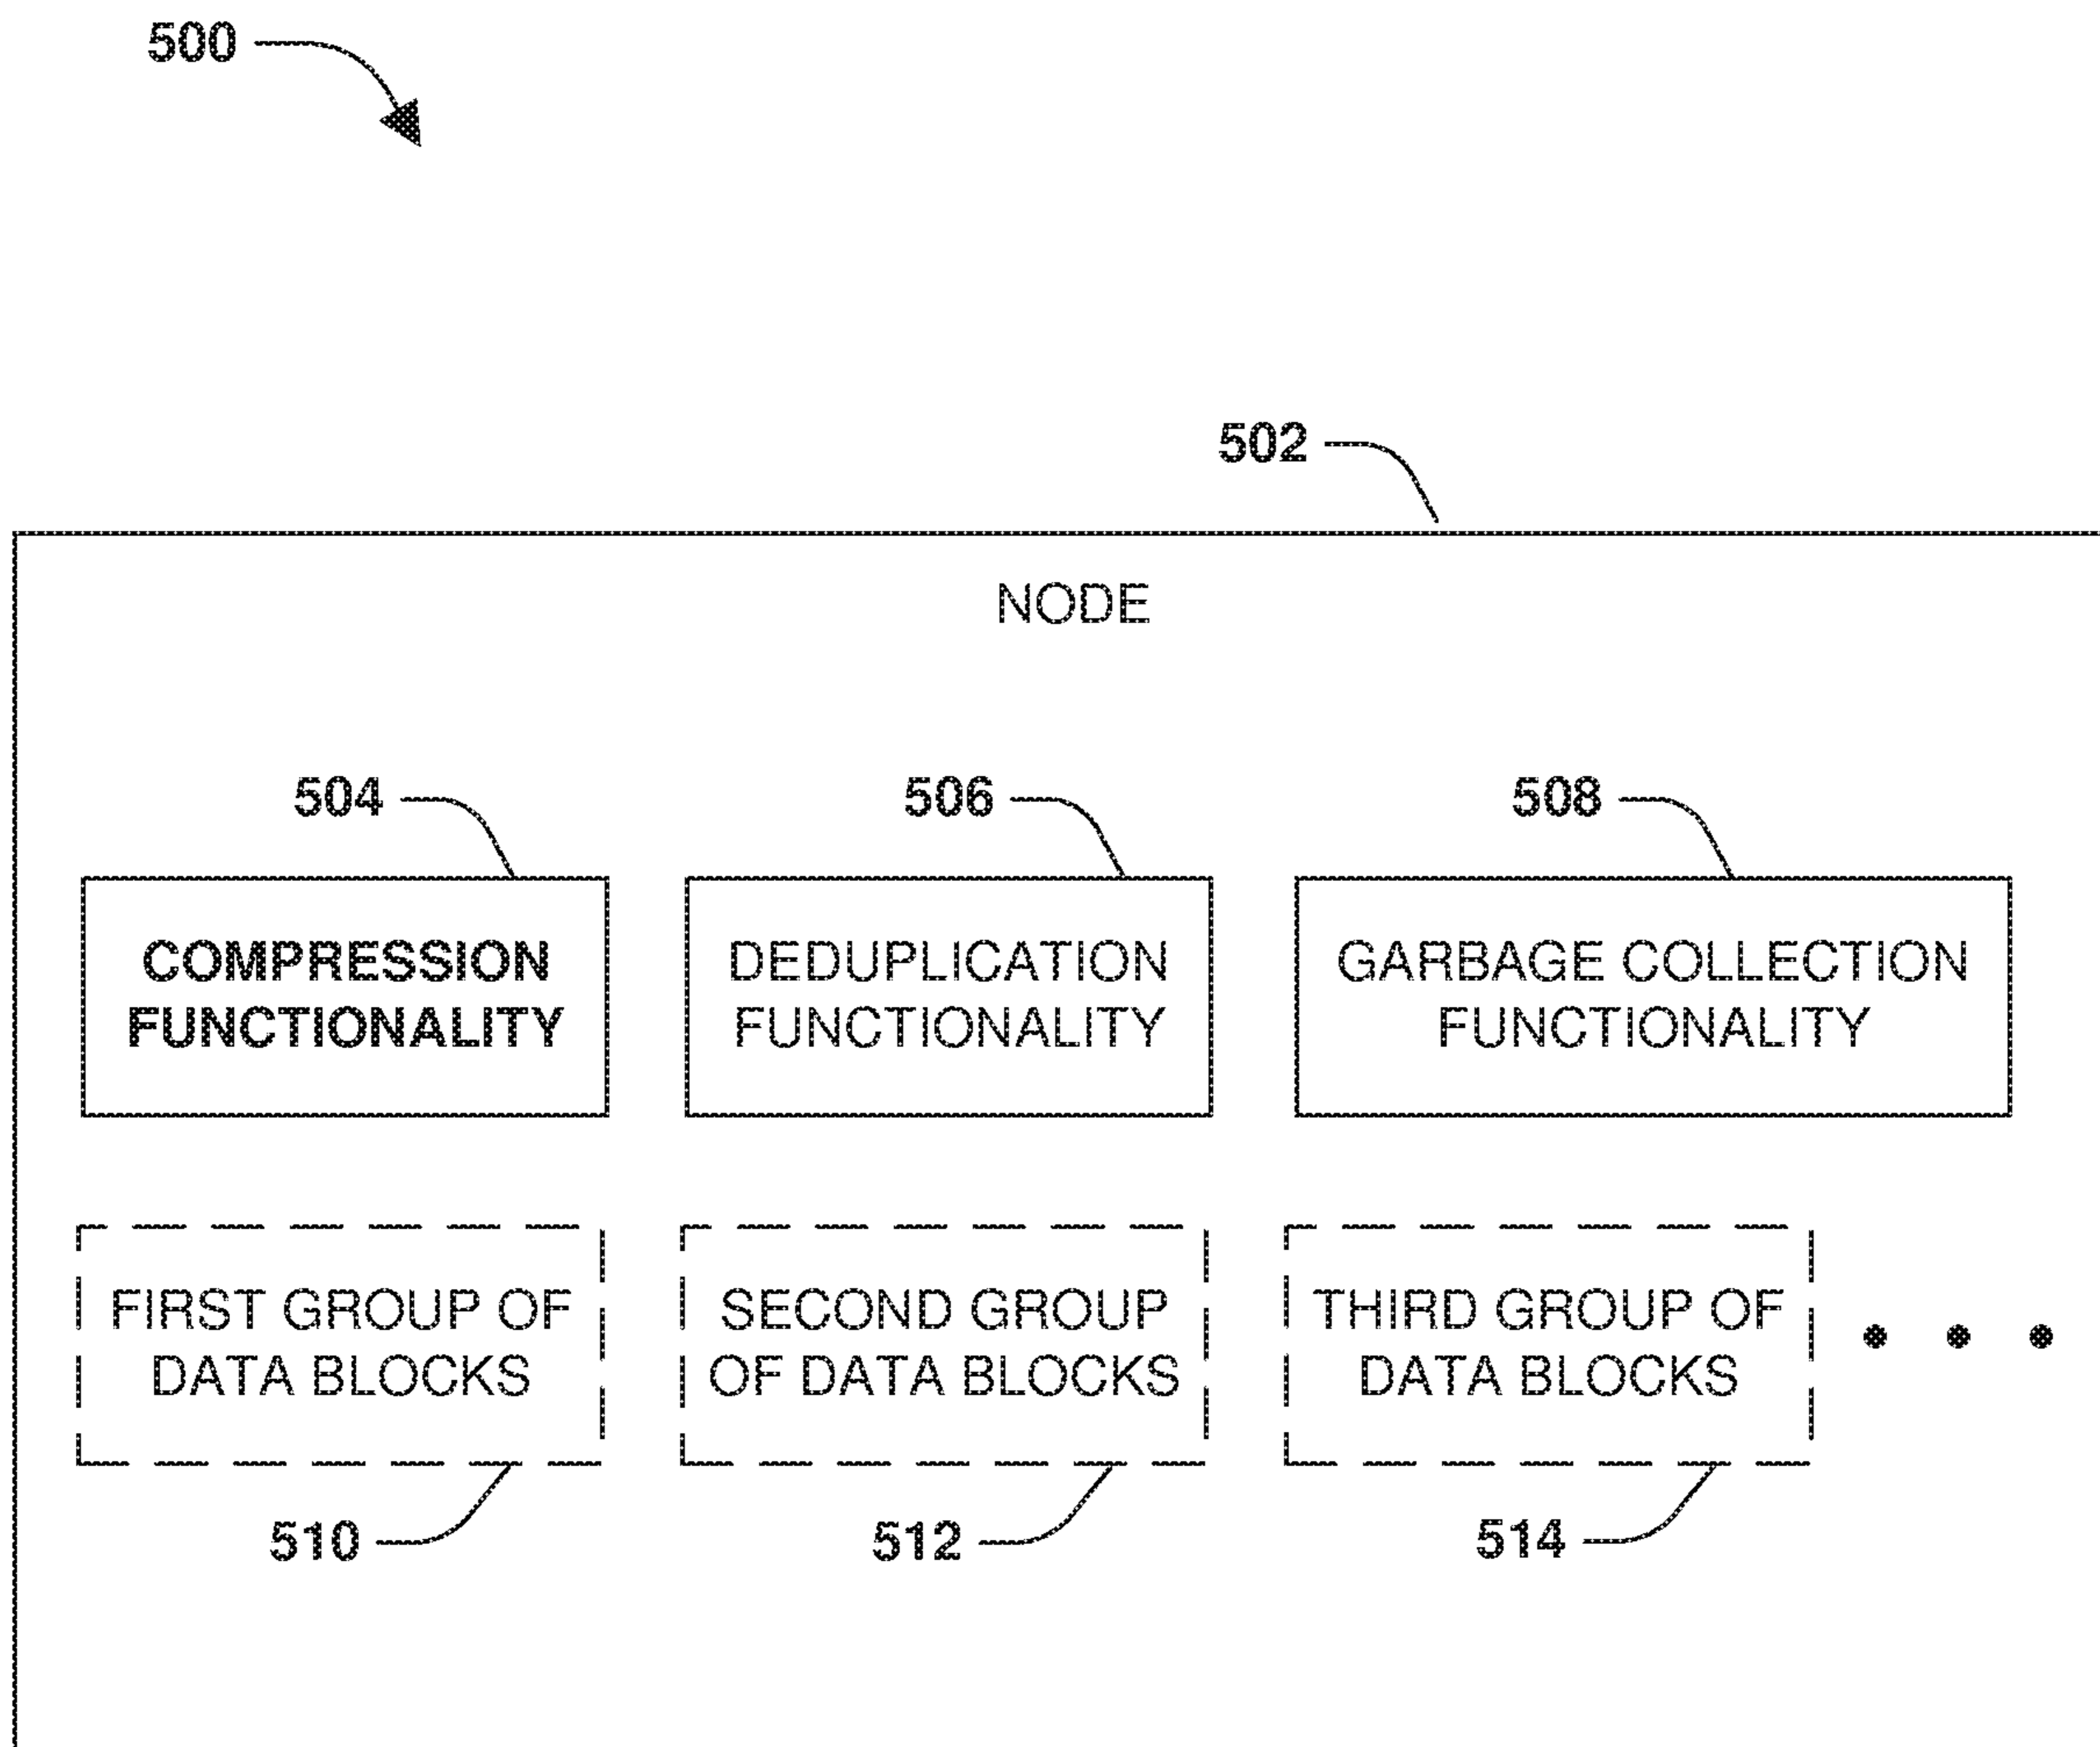 500
502
NODE
504
506
508
COMPRESSION
FUNCTIONALITY
DEDUPLICATION
FUNCTIONALITY
GARBAGE COLLECTION
FUNCTIONALITY
FIRST GROUP OF
DATA BLOCKS
SECOND GROUP
OF DATA BLOCKS
THIRD GROUP OF
DATA BLOCKS
510
512
514